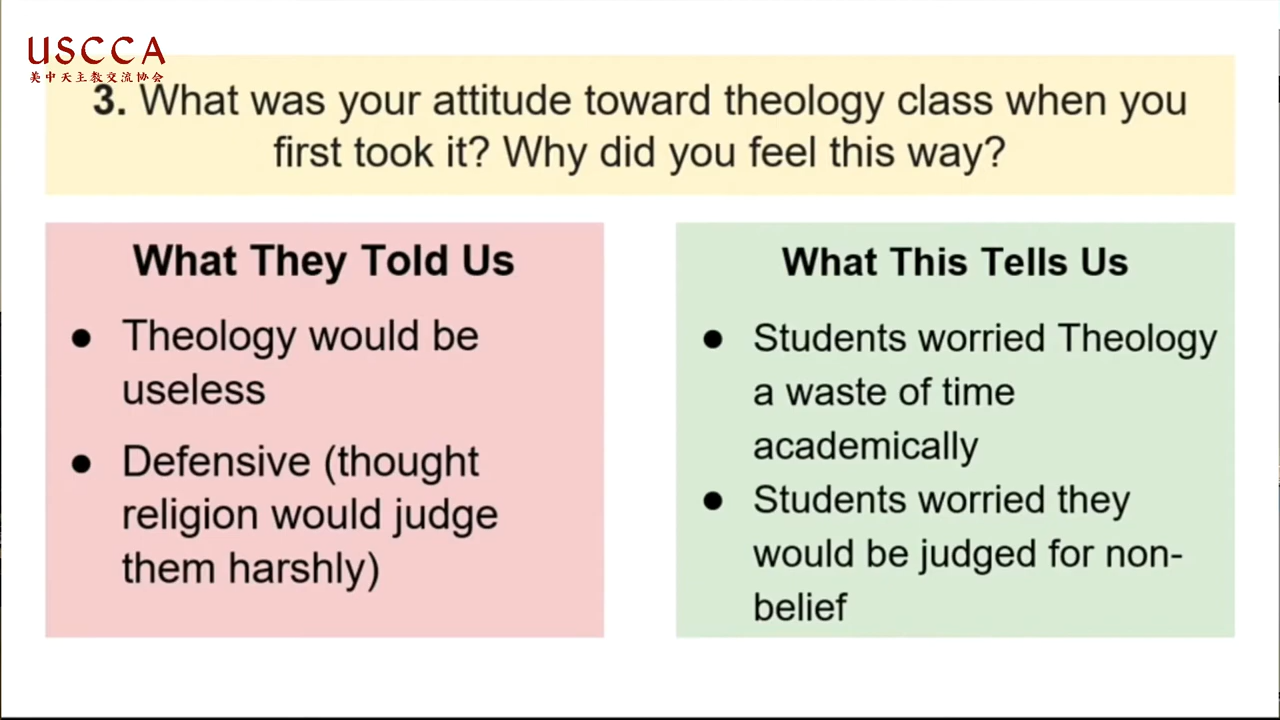 USCCA
美中天主教交流协会
3. What was your attitude toward theology class when you
first took it? Why did you feel this way?
What They Told Us
● Theology would be
useless
● Defensive (thought
religion would judge
them harshly)
What This Tells Us
● Students worried Theology
a waste of time
academically
● Students worried they
would be judged for non-
belief